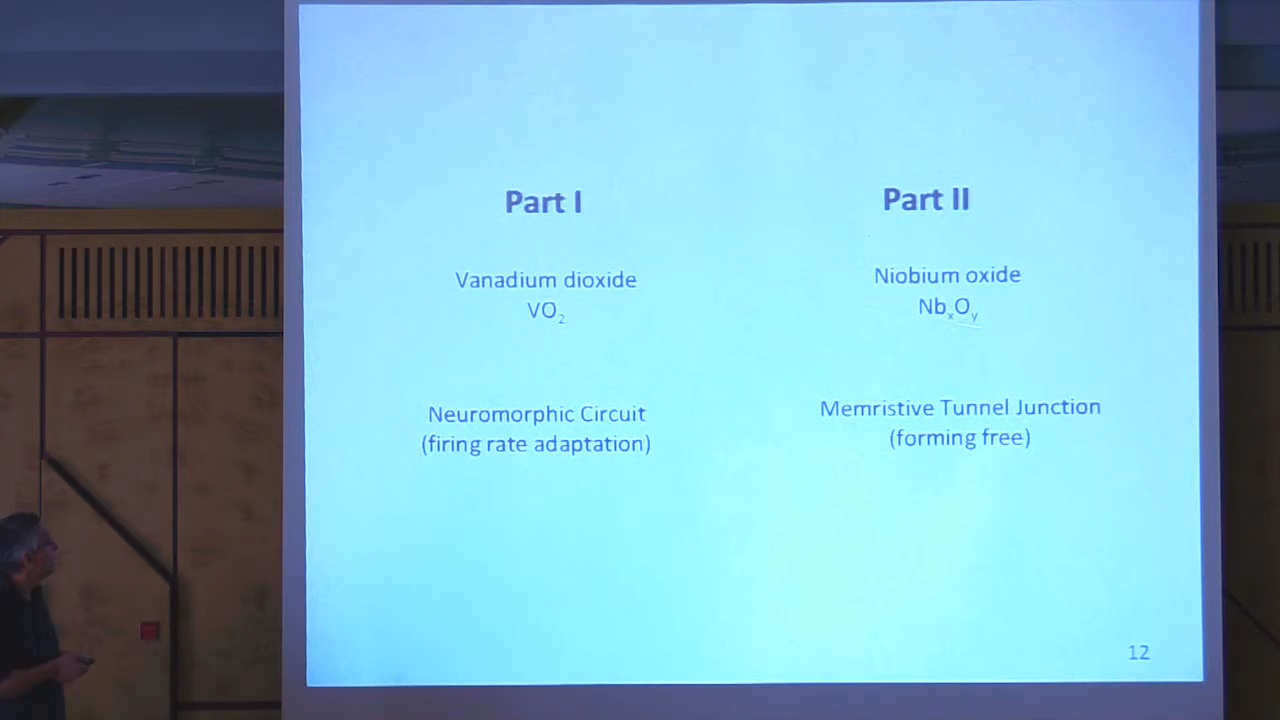 Part I
Vanadium dioxide
VO₂
Neuromorphic Circuit
(firing rate adaptation)
Part II
Niobium oxide
NbₓOᵧ
Memristive Tunnel Junction
(forming free)
12